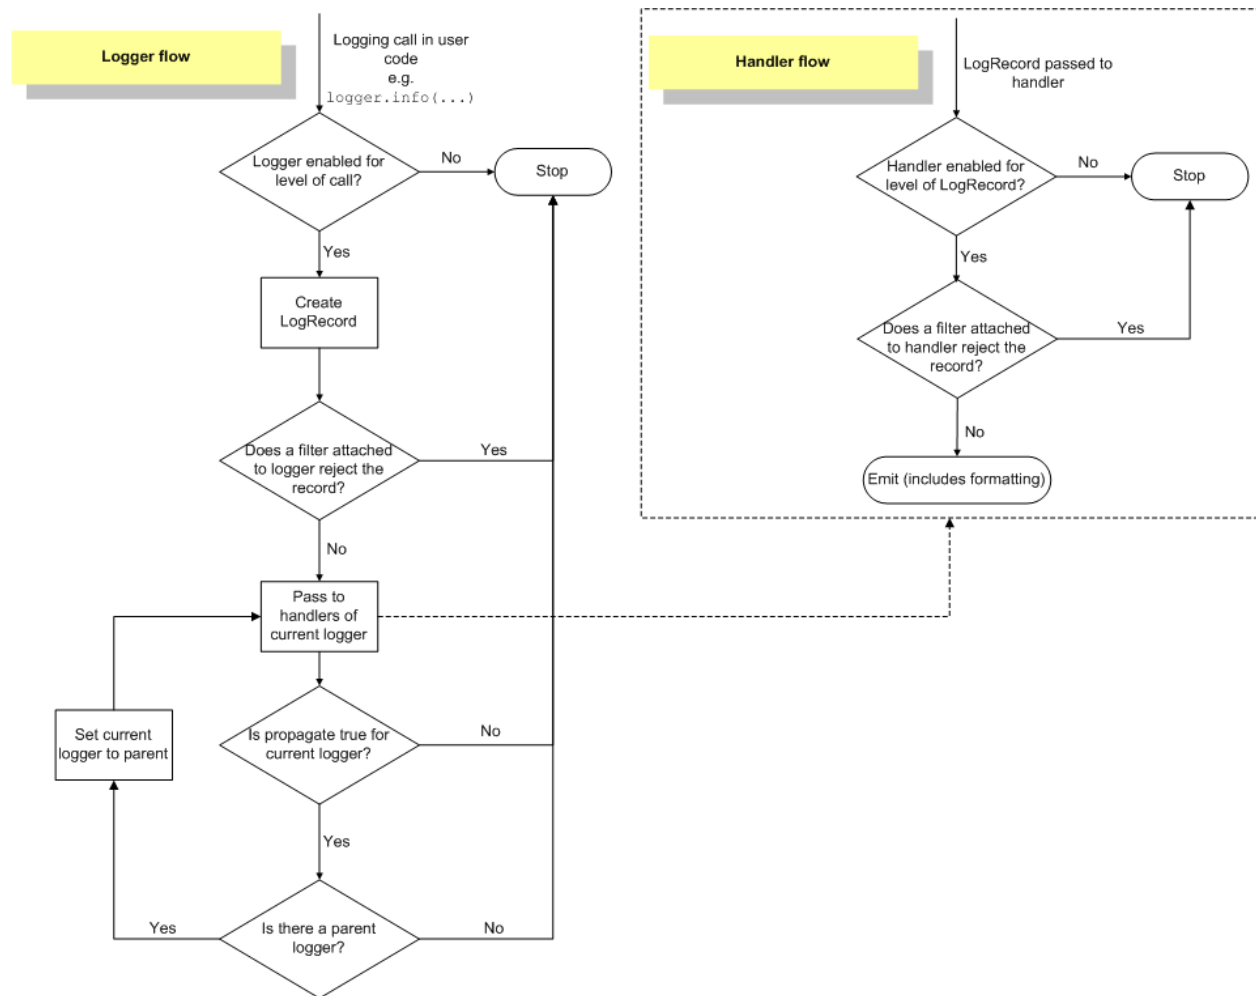 Logger flow
Logging call in user
code
e.g.
logger.info(...)
Logger enabled for
level of call?
No
Stop
Yes
Create
LogRecord
Does a filter attached
to logger reject the
record?
Yes
No
Pass to
handlers of
current logger
Set current
logger to parent
Is propagate true for
current logger?
No
Yes
Is there a parent
logger?
Yes
No
Handler flow
LogRecord passed to
handler
Handler enabled for
level of LogRecord?
No
Stop
Yes
Does a filter attached
to handler reject the
record?
Yes
No
Emit (includes formatting)